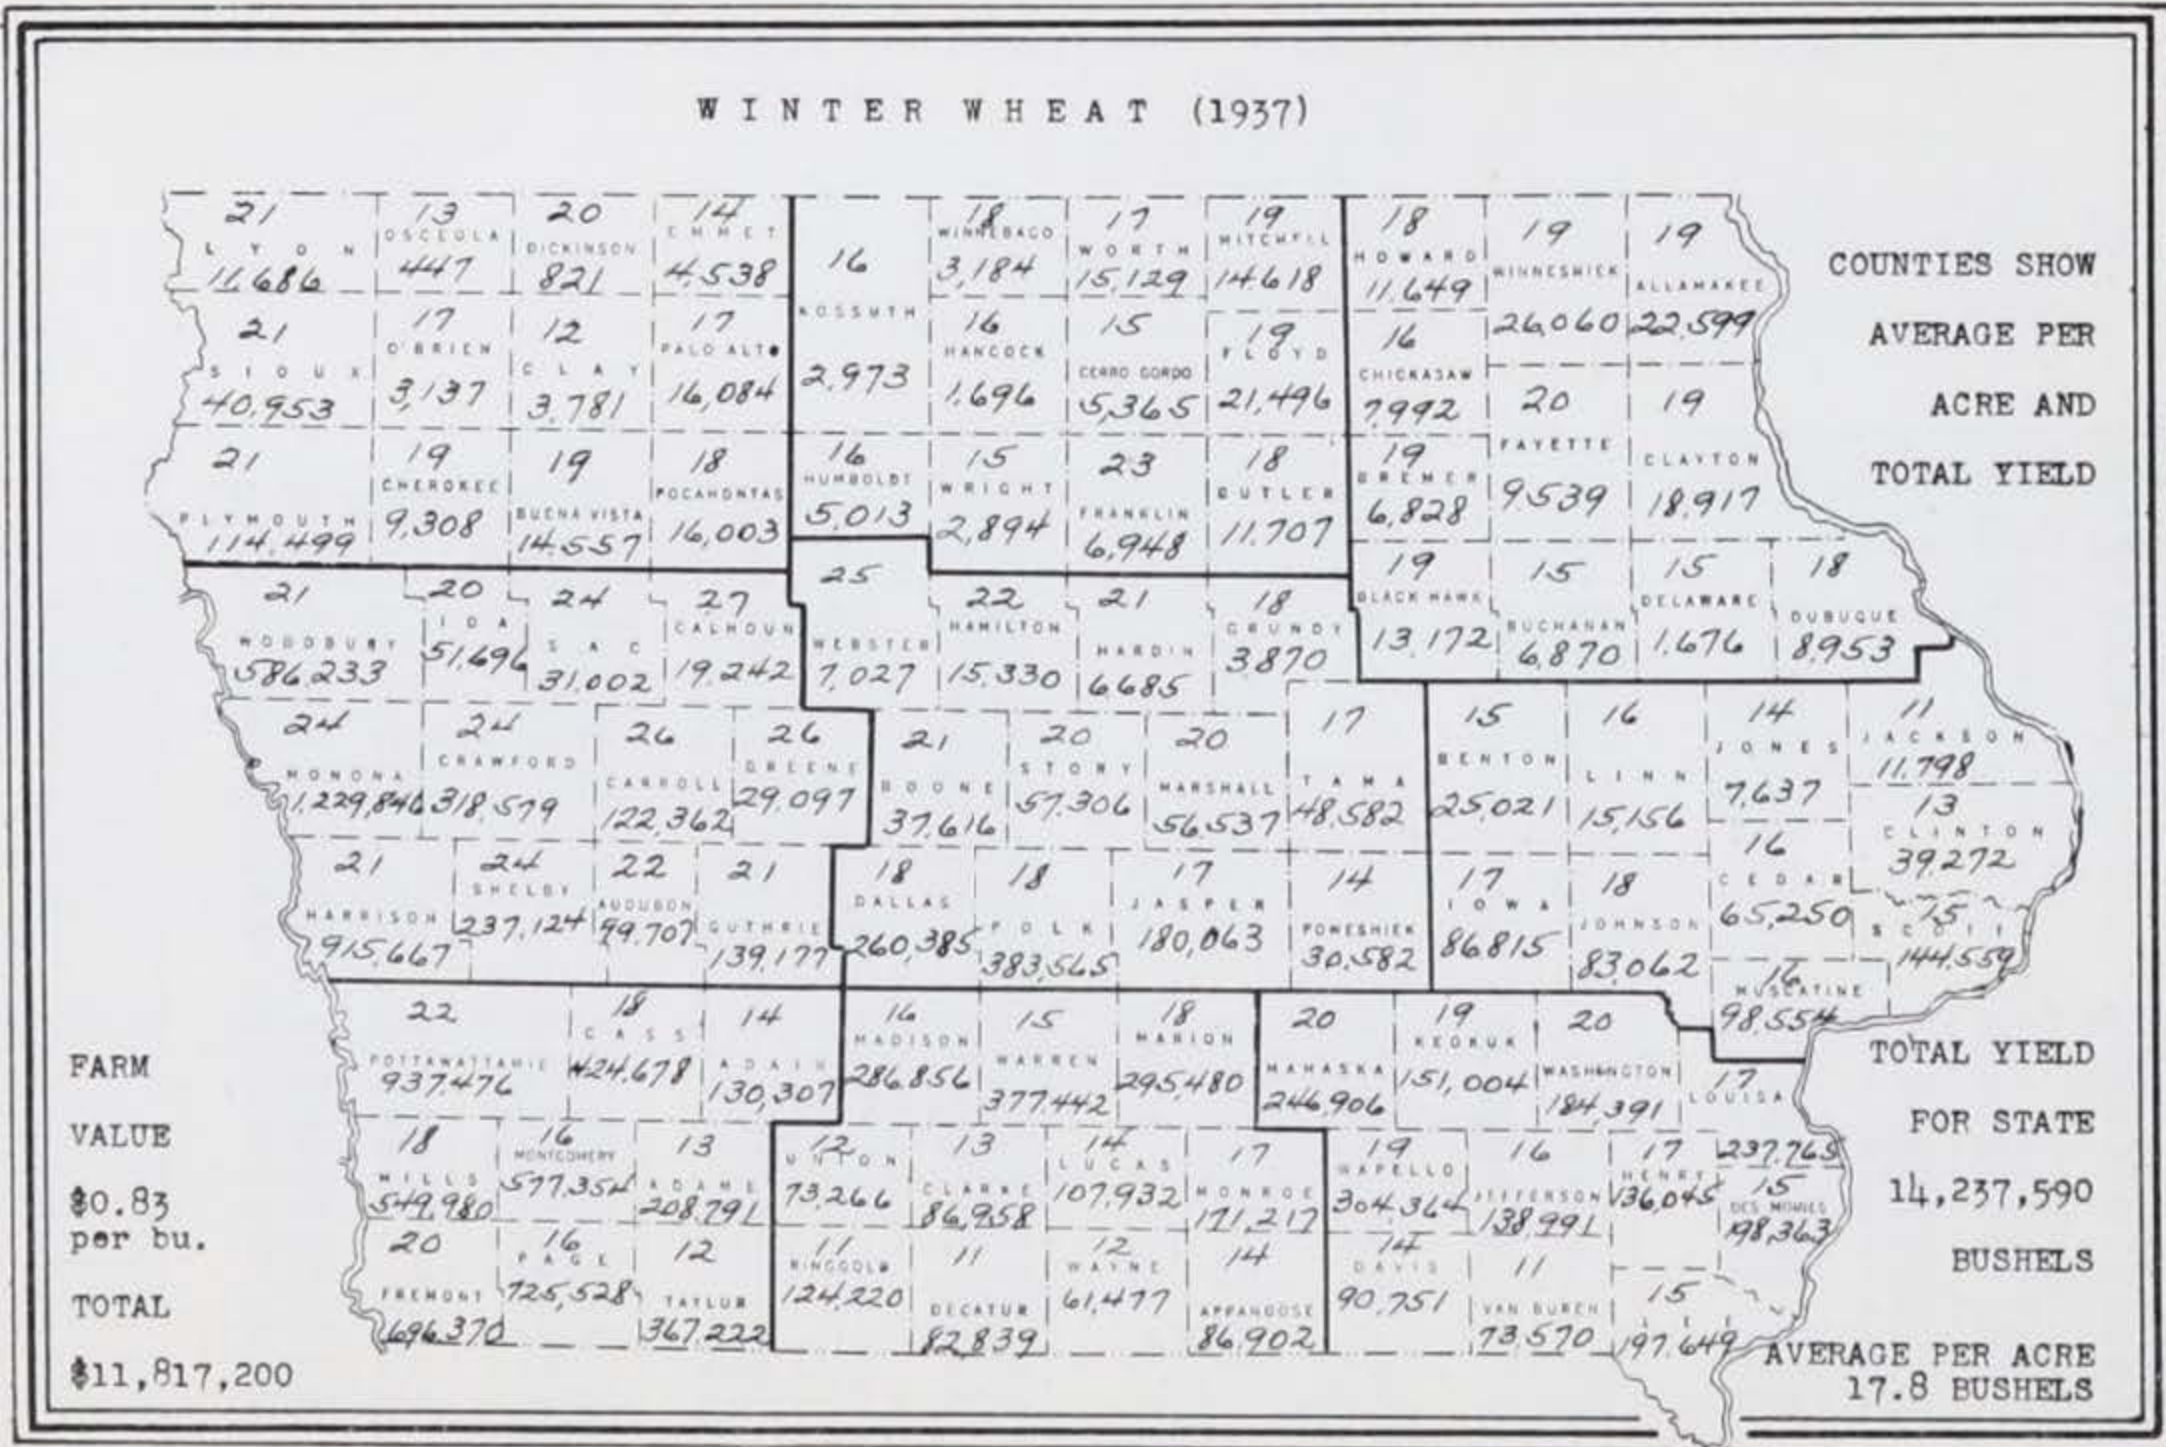 WINTER WHEAT (1937)
COUNTIES SHOW
AVERAGE PER
ACRE AND
TOTAL YIELD
21
LYON
11,686
13
OSCEOLA
447
20
DICKINSON
821
14
EMMET
4,538
16
KOSSUTH
2,973
18
WINNEBAGO
3,184
17
WORTH
15,129
19
MITCHELL
14,618
18
HOWARD
11,649
19
WINNESHIEK
26,060
19
ALLAMAKEE
22,599
21
SIOUX
40,953
17
O'BRIEN
3,137
12
CLAY
3,781
17
PALO ALTO
16,084
16
HANCOCK
1,696
15
CERRO GORDO
5,365
19
FLOYD
21,496
16
CHICKASAW
7,992
20
FAYETTE
9,539
19
CLAYTON
18,917
21
PLYMOUTH
114,499
19
CHEROKEE
9,308
19
BUENA VISTA
14,557
18
POCAHONTAS
16,003
16
HUMBOLDT
5,013
15
WRIGHT
2,894
23
FRANKLIN
6,948
18
BUTLER
11,707
19
BREMER
6,828
21
WOODBURY
586,233
20
IDA
51,696
24
SAC
31,002
27
CALHOUN
19,242
25
WEBSTER
7,027
22
HAMILTON
15,330
21
HARDIN
6,685
18
GRUNDY
3,870
19
BLACK HAWK
13,172
15
BUCHANAN
6,870
15
DELAWARE
1,676
18
DUBUQUE
8,953
24
MONONA
1,229,846
24
CRAWFORD
318,579
26
CARROLL
122,362
26
GREENE
29,097
21
BOONE
37,616
20
STORY
57,306
20
MARSHALL
56,537
17
TAMA
48,582
15
BENTON
25,021
16
LINN
15,156
14
JONES
7,637
11
JACKSON
11,798
13
CLINTON
39,272
21
HARRISON
915,667
24
SHELBY
237,124
22
AUDUBON
99,707
21
GUTHRIE
139,177
18
DALLAS
260,385
18
POLK
383,565
17
JASPER
180,063
14
POWESHIEK
30,582
17
IOWA
86,815
18
JOHNSON
83,062
16
CEDAR
65,250
15
SCOTT
144,559
16
MUSCATINE
98,554
22
POTTAWATTAMIE
937,476
18
CASS
424,678
14
ADAIR
130,307
16
MADISON
286,856
15
WARREN
377,442
18
MARION
295,480
20
MAHASKA
246,906
19
KEOKUK
151,004
20
WASHINGTON
184,391
17
LOUISA
237,765
18
MILLS
549,980
16
MONTGOMERY
577,354
13
ADAMS
208,791
12
UNION
73,266
13
CLARKE
86,958
14
LUCAS
107,932
17
MONROE
171,217
19
WAPELLO
304,364
16
JEFFERSON
138,991
17
HENRY
136,045
15
DES MOINES
198,363
20
FREMONT
696,370
16
PAGE
725,528
12
TAYLOR
367,222
11
RINGGOLD
124,220
11
DECATUR
82,839
12
WAYNE
61,477
14
APPANOOSE
86,902
14
DAVIS
90,751
11
VAN BUREN
73,570
15
LEE
197,649
FARM
VALUE
$0.83
per bu.
TOTAL
$11,817,200
TOTAL YIELD
FOR STATE
14,237,590
BUSHELS
AVERAGE PER ACRE
17.8 BUSHELS